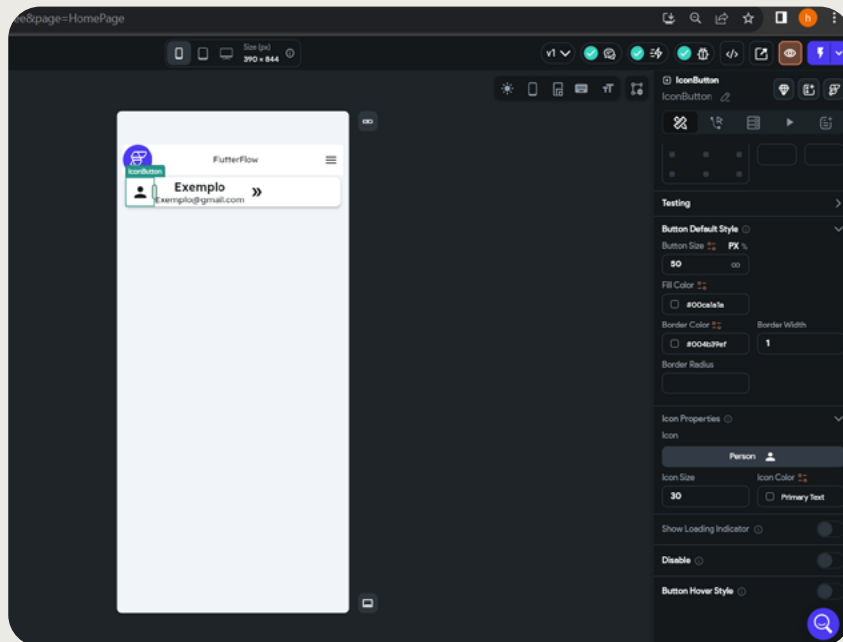 ee&page=HomePage
h
Size (px)
390 × 844
v1
IconButton
IconButton
FlutterFlow
IconButton
Exemplo
Exemplo@gmail.com
Testing
Button Default Style
Button Size PX %
50 ∞
Fill Color
#00ca1a1a
Border Color Border Width
#004b39ef 1
Border Radius
Icon Properties
Icon
Person
Icon Size Icon Color
30 Primary Text
Show Loading Indicator
Disable
Button Hover Style